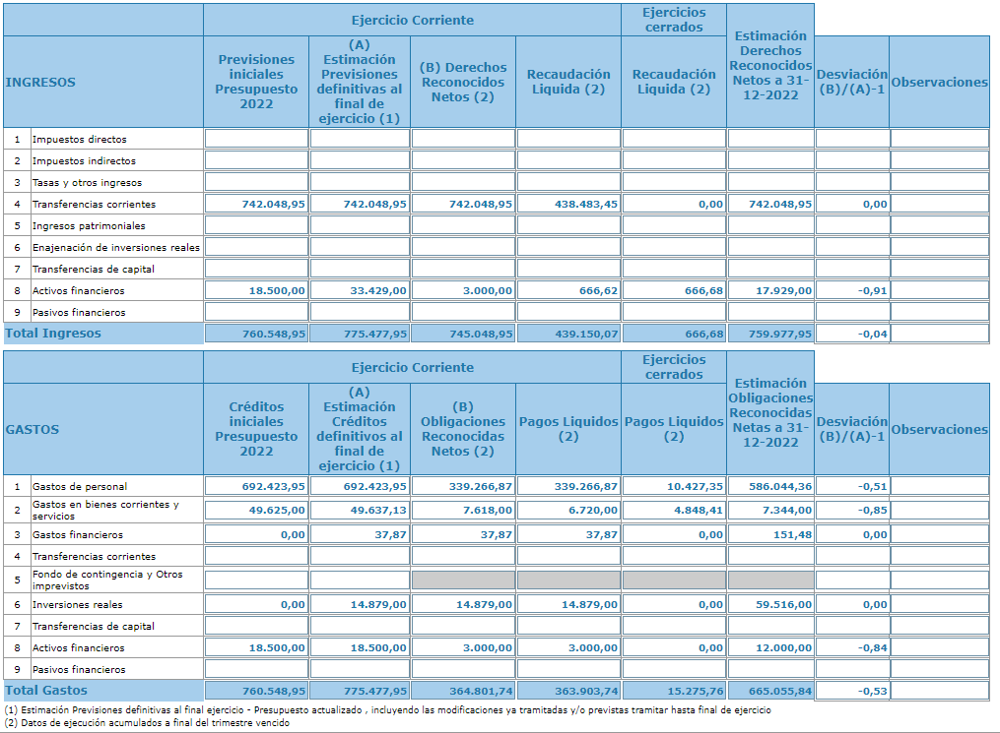 Ejercicio Corriente
Ejercicios cerrados
INGRESOS
Previsiones iniciales Presupuesto 2022
(A) Estimación Previsiones definitivas al final de ejercicio (1)
(B) Derechos Reconocidos Netos (2)
Recaudación Liquida (2)
Recaudación Liquida (2)
Estimación Derechos Reconocidos Netos a 31-12-2022
Desviación (B)/(A)-1
Observaciones
1 Impuestos directos
2 Impuestos indirectos
3 Tasas y otros ingresos
4 Transferencias corrientes 742.048,95 742.048,95 742.048,95 438.483,45 0,00 742.048,95 0,00
5 Ingresos patrimoniales
6 Enajenación de inversiones reales
7 Transferencias de capital
8 Activos financieros 18.500,00 33.429,00 3.000,00 666,62 666,68 17.929,00 -0,91
9 Pasivos financieros
Total Ingresos 760.548,95 775.477,95 745.048,95 439.150,07 666,68 759.977,95 -0,04
Ejercicio Corriente
Ejercicios cerrados
GASTOS
Créditos iniciales Presupuesto 2022
(A) Estimación Créditos definitivos al final de ejercicio (1)
(B) Obligaciones Reconocidas Netos (2)
Pagos Liquidos (2)
Pagos Liquidos (2)
Estimación Obligaciones Reconocidas Netas a 31-12-2022
Desviación (B)/(A)-1
Observaciones
1 Gastos de personal 692.423,95 692.423,95 339.266,87 339.266,87 10.427,35 586.044,36 -0,51
2 Gastos en bienes corrientes y servicios 49.625,00 49.637,13 7.618,00 6.720,00 4.848,41 7.344,00 -0,85
3 Gastos financieros 0,00 37,87 37,87 37,87 0,00 151,48 0,00
4 Transferencias corrientes
5 Fondo de contingencia y Otros imprevistos
6 Inversiones reales 0,00 14.879,00 14.879,00 14.879,00 0,00 59.516,00 0,00
7 Transferencias de capital
8 Activos financieros 18.500,00 18.500,00 3.000,00 3.000,00 0,00 12.000,00 -0,84
9 Pasivos financieros
Total Gastos 760.548,95 775.477,95 364.801,74 363.903,74 15.275,76 665.055,84 -0,53
(1) Estimación Previsiones definitivas al final ejercicio - Presupuesto actualizado , incluyendo las modificaciones ya tramitadas y/o previstas tramitar hasta final de ejercicio
(2) Datos de ejecución acumulados a final del trimestre vencido